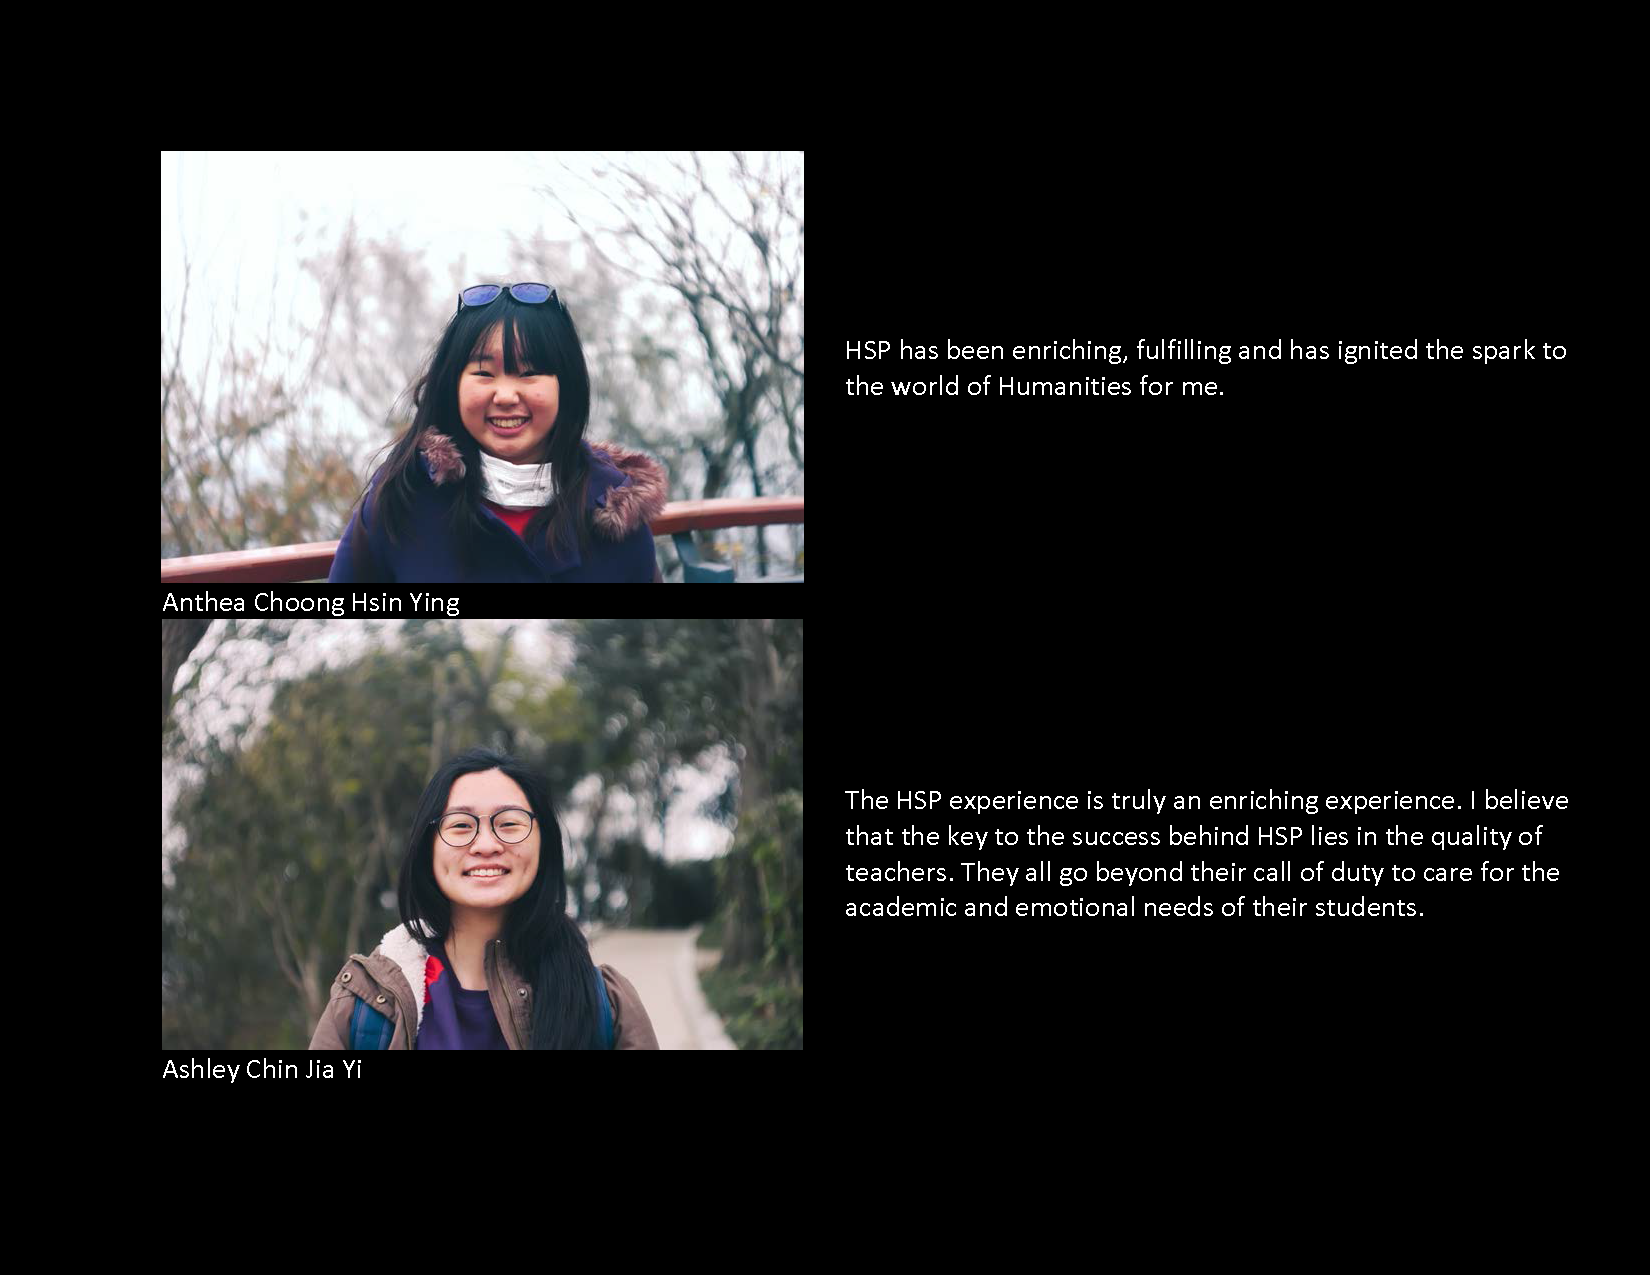 HSP has been enriching, fulfilling and has ignited the spark to
the world of Humanities for me.
Anthea Choong Hsin Ying
The HSP experience is truly an enriching experience. I believe
that the key to the success behind HSP lies in the quality of
teachers. They all go beyond their call of duty to care for the
academic and emotional needs of their students.
Ashley Chin Jia Yi